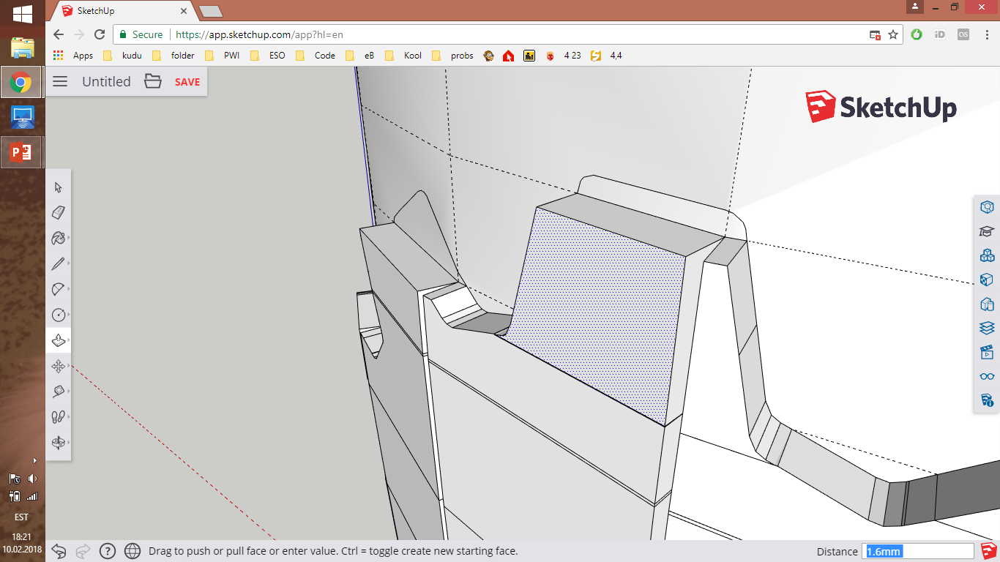 SketchUp
Secure https://app.sketchup.com/app?hl=en
Apps kudu folder PWI ESO Code eB Kool probs 4 23 4,4
iD
os
Untitled SAVE
SketchUp
P
EST
18:21
10.02.2018
Drag to push or pull face or enter value. Ctrl = toggle create new starting face.
Distance 1.6mm